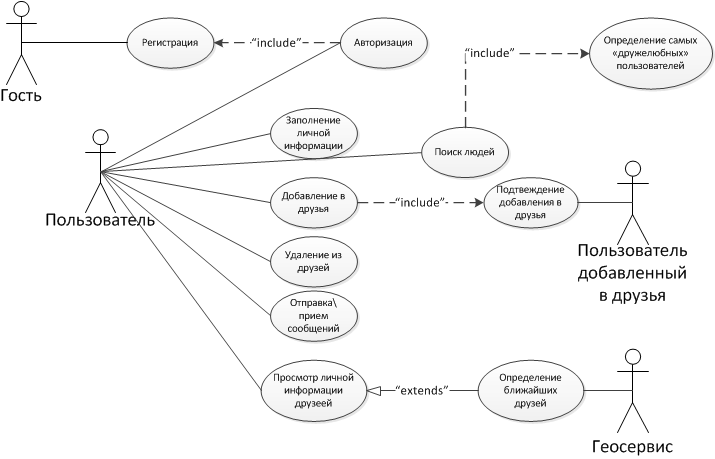 Регистрация
“include”
Авторизация
“include”
Определение самых
«дружелюбных»
пользователей
Гость
Заполнение
личной
информации
Поиск людей
Пользователь
Добавление в
друзья
“include”
Подтвеждение
добавления в
друзья
Пользователь
добавленный
в друзья
Удаление из
друзей
Отправка\
прием
сообщений
Просмотр личной
информации
друзеей
“extends”
Определение
ближайших
друзей
Геосервис